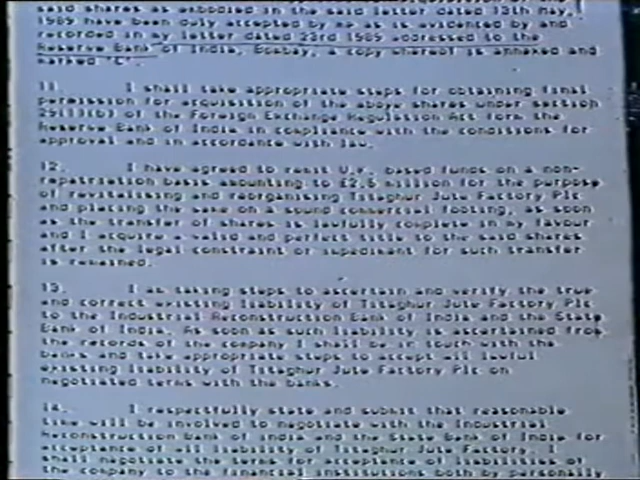 said shares as embodied in the said letter dated 13th May,
1989 have been duly accepted by me as is evidenced by and
recorded in my letter dated 23rd 1989 addressed to the
Reserve Bank of India, Bombay, a copy whereof is annexed and
marked "C".
11. I shall take appropriate steps for obtaining final
permission for acquisition of the above shares under section
29(1)(b) of the Foreign Exchange Regulation Act form the
Reserve Bank of India in compliance with the conditions for
approval and in accordance with law.
12. I have agreed to remit U.K. based funds on a non-
repatriation basis amounting to £2.5 million for the purpose
of revitalising and reorganising Titaghur Jute Factory Plc
and placing the same on a sound commercial footing, as soon
as the transfer of shares is lawfully complete in my favour
and I acquire valid and perfect title to the said shares
after the legal constraint or impediment for such transfer
is removed.
13. I am taking steps to ascertain and verify the true
and correct existing liability of Titaghur Jute Factory Plc
to the Industrial Reconstruction Bank of India and the State
Bank of India. As soon as such liability is ascertained from
the records of the company I shall be in touch with the
banks and take appropriate steps to accept all lawful
existing liability of Titaghur Jute Factory Plc on
negotiated terms with the banks.
14. I respectfully state and submit that reasonable
time will be involved to negotiate with the Industrial
Reconstruction Bank of India and the State Bank of India for
acceptance of all liability of Titaghur Jute Factory. I
shall negotiate the terms for acceptance of liabilities of
the company to the financial institutions both by personally